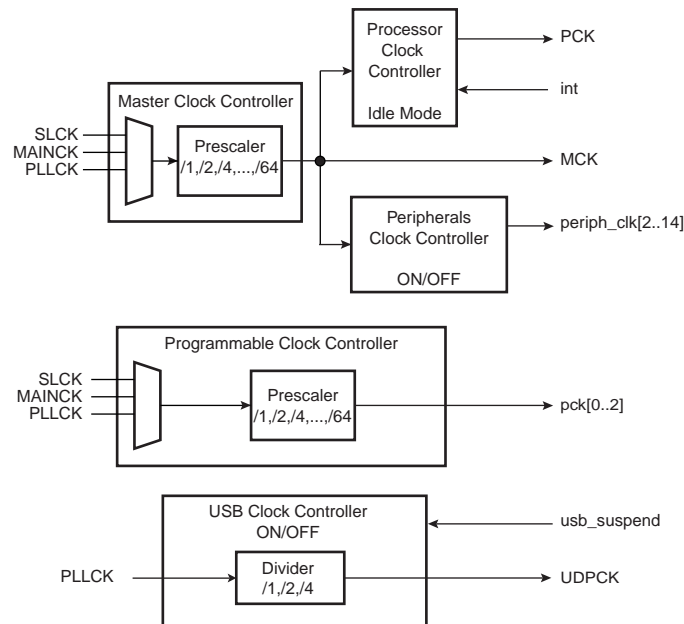 Processor
Clock
Controller
Idle Mode
PCK
int
Master Clock Controller
SLCK
MAINCK
PLLCK
Prescaler
/1,/2,/4,...,/64
MCK
Peripherals
Clock Controller
ON/OFF
periph_clk[2..14]
Programmable Clock Controller
SLCK
MAINCK
PLLCK
Prescaler
/1,/2,/4,...,/64
pck[0..2]
USB Clock Controller
ON/OFF
usb_suspend
PLLCK
Divider
/1,/2,/4
UDPCK